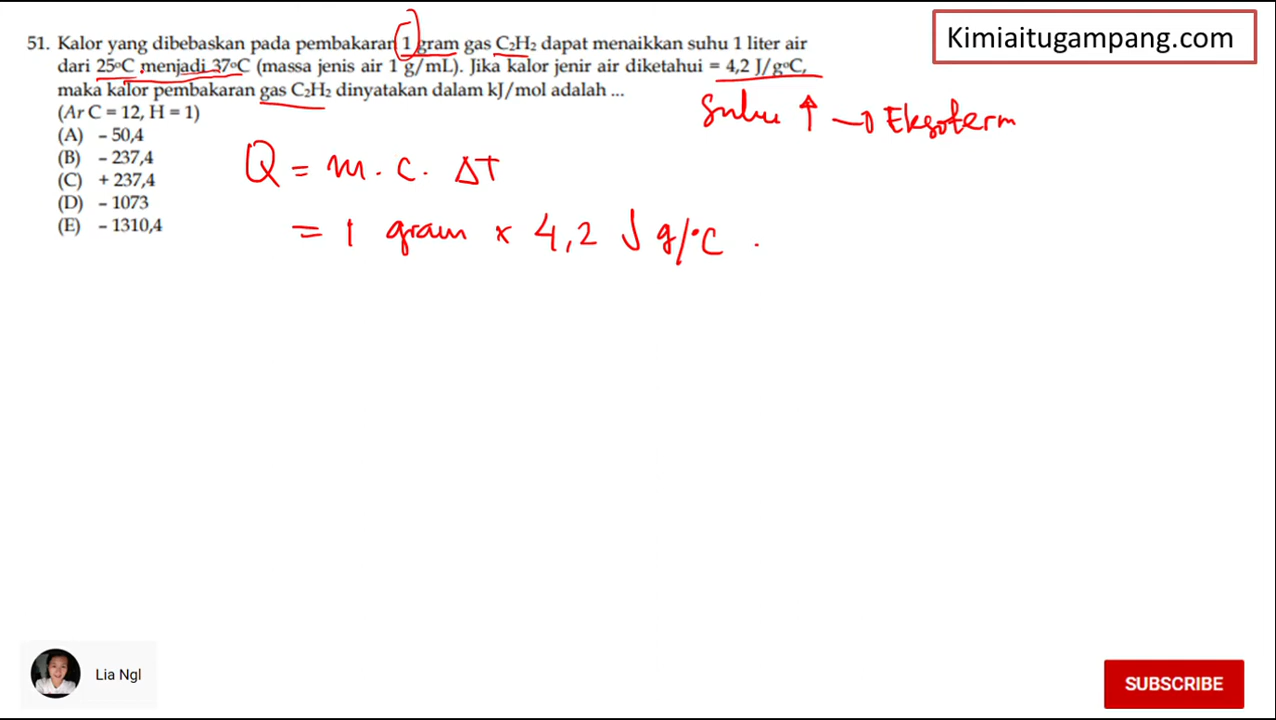 Kimiaitugampang.com
51. Kalor yang dibebaskan pada pembakaran 1 gram gas C₂H₂ dapat menaikkan suhu 1 liter air
dari 25°C menjadi 37°C (massa jenis air 1 g/mL). Jika kalor jenir air diketahui = 4,2 J/g°C,
maka kalor pembakaran gas C₂H₂ dinyatakan dalam kJ/mol adalah ...
(Ar C = 12, H = 1)
(A) - 50,4
(B) - 237,4
(C) + 237,4
(D) - 1073
(E) - 1310,4
Suhu ↑ → Eksoterm
Q = m . c . ΔT
= 1 gram x 4,2 J g/°C .
Lia Ngl
SUBSCRIBE